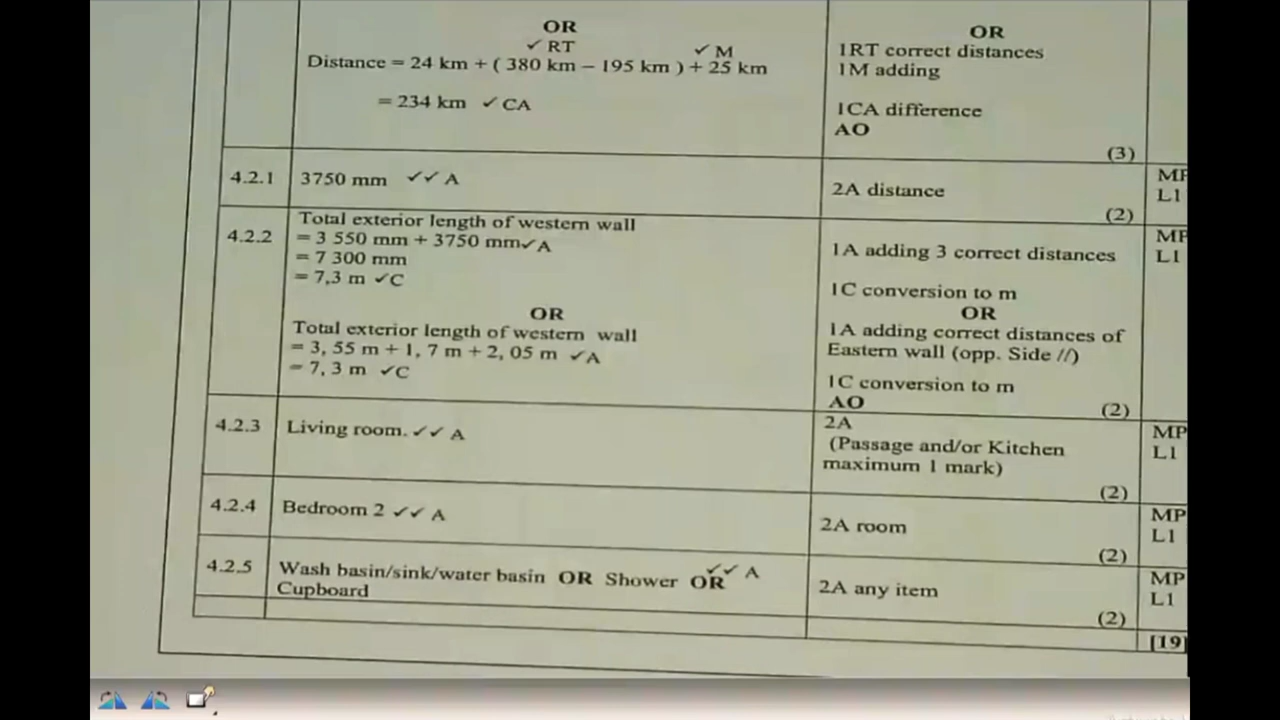 OR
✓ RT ✓ M
Distance = 24 km + ( 380 km – 195 km ) + 25 km
= 234 km ✓ CA
OR
1RT correct distances
1M adding
1CA difference
AO
(3)
4.2.1 3750 mm ✓✓ A
2A distance
(2)
MP
L1
4.2.2 Total exterior length of western wall
= 3 550 mm + 3750 mm✓A
= 7 300 mm
= 7,3 m ✓C
OR
Total exterior length of western wall
= 3, 55 m + 1, 7 m + 2, 05 m ✓A
= 7, 3 m ✓C
1A adding 3 correct distances
1C conversion to m
OR
1A adding correct distances of
Eastern wall (opp. Side //)
1C conversion to m
AO
(2)
MP
L1
4.2.3 Living room. ✓✓ A
2A
(Passage and/or Kitchen
maximum 1 mark)
(2)
MP
L1
4.2.4 Bedroom 2 ✓✓ A
2A room
(2)
MP
L1
4.2.5 Wash basin/sink/water basin OR Shower OR ✓✓ A
Cupboard
2A any item
(2)
MP
L1
[19]